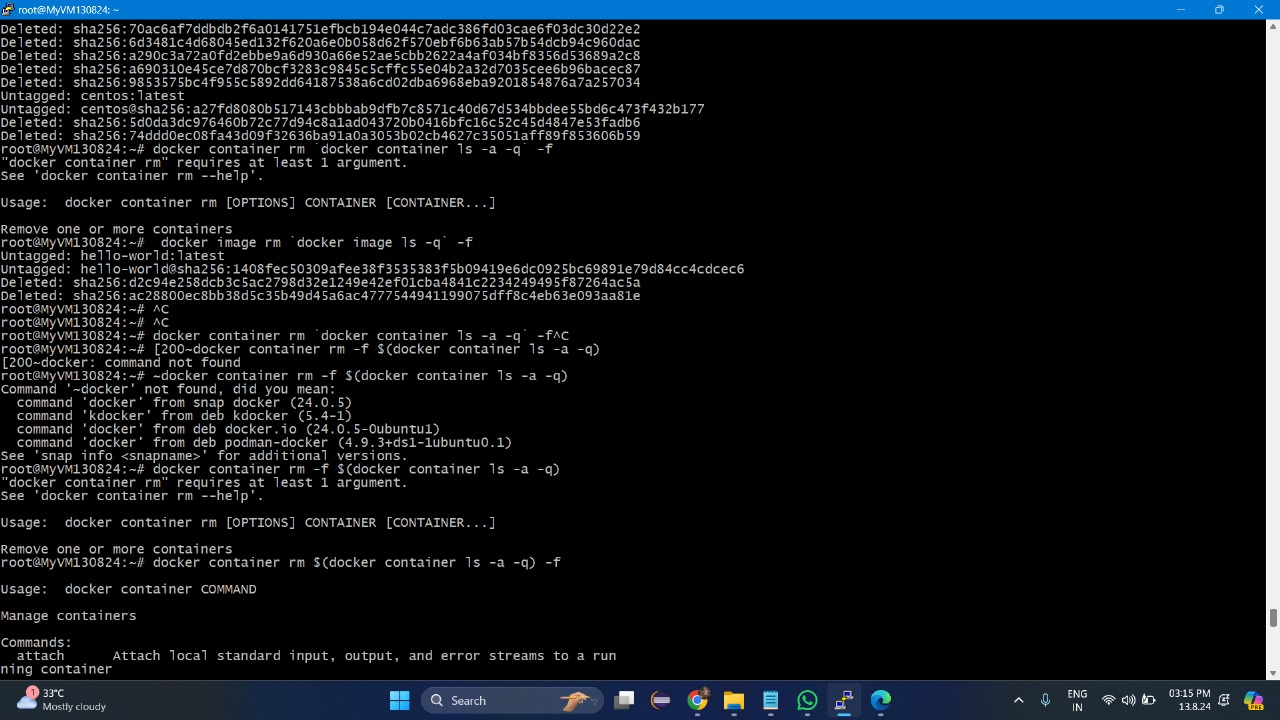 root@MyVM130824: ~
Deleted: sha256:70ac6af7ddbdb2f6a0141751efbcb194e044c7adc386fd03cae6f03dc30d22e2
Deleted: sha256:6d3481c4d68045ed132f620a6e0b058d62f570ebf6b63ab57b54dcb94c960dac
Deleted: sha256:a290c3a72a0fd2ebbe9a6d930a66e52ae5cbb2622a4af034bf8356d53689a2c8
Deleted: sha256:a690310e45ce7d870bcf3283c9845c5cffc55e04b2a32d7035cee6b96bacec87
Deleted: sha256:9853575bc4f955c5892dd64187538a6cd02dba6968eba9201854876a7a257034
Untagged: centos:latest
Untagged: centos@sha256:a27fd8080b517143cbbbab9dfb7c8571c40d67d534bbdee55bd6c473f432b177
Deleted: sha256:5d0da3dc976460b72c77d94c8a1ad043720b0416bfc16c52c45d4847e53fadb6
Deleted: sha256:74ddd0ec08fa43d09f32636ba91a0a3053b02cb4627c35051aff89f853606b59
root@MyVM130824:~# docker container rm `docker container ls -a -q` -f
"docker container rm" requires at least 1 argument.
See 'docker container rm --help'.
Usage:  docker container rm [OPTIONS] CONTAINER [CONTAINER...]
Remove one or more containers
root@MyVM130824:~#  docker image rm `docker image ls -q` -f
Untagged: hello-world:latest
Untagged: hello-world@sha256:1408fec50309afee38f3535383f5b09419e6dc0925bc69891e79d84cc4cdcec6
Deleted: sha256:d2c94e258dcb3c5ac2798d32e1249e42ef01cba4841c2234249495f87264ac5a
Deleted: sha256:ac28800ec8bb38d5c35b49d45a6ac4777544941199075dff8c4eb63e093aa81e
root@MyVM130824:~# ^C
root@MyVM130824:~# ^C
root@MyVM130824:~# docker container rm `docker container ls -a -q` -f^C
root@MyVM130824:~# [200~docker container rm -f $(docker container ls -a -q)
[200~docker: command not found
root@MyVM130824:~# ~docker container rm -f $(docker container ls -a -q)
Command '~docker' not found, did you mean:
  command 'docker' from snap docker (24.0.5)
  command 'kdocker' from deb kdocker (5.4-1)
  command 'docker' from deb docker.io (24.0.5-0ubuntu1)
  command 'docker' from deb podman-docker (4.9.3+ds1-1ubuntu0.1)
See 'snap info <snapname>' for additional versions.
root@MyVM130824:~# docker container rm -f $(docker container ls -a -q)
"docker container rm" requires at least 1 argument.
See 'docker container rm --help'.
Usage:  docker container rm [OPTIONS] CONTAINER [CONTAINER...]
Remove one or more containers
root@MyVM130824:~# docker container rm $(docker container ls -a -q) -f
Usage:  docker container COMMAND
Manage containers
Commands:
  attach      Attach local standard input, output, and error streams to a run
ning container
1
33°C
Mostly cloudy
Search
ENG
IN
03:15 PM
13.8.24
PRE